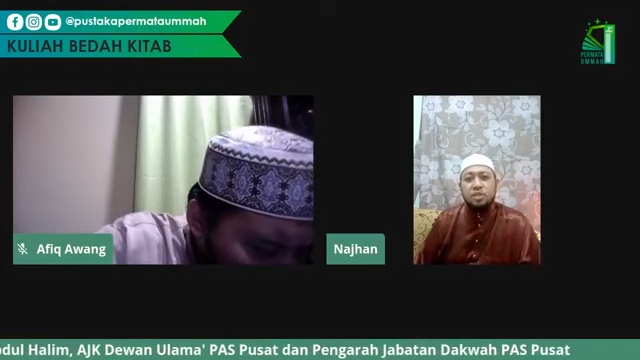 @pustakapermataummah
KULIAH BEDAH KITAB
PERMATA
UMMAH
Afiq Awang
Najhan
Halim, AJK Dewan Ulama' PAS Pusat dan Pengarah Jabatan Dakwah PAS Pusat